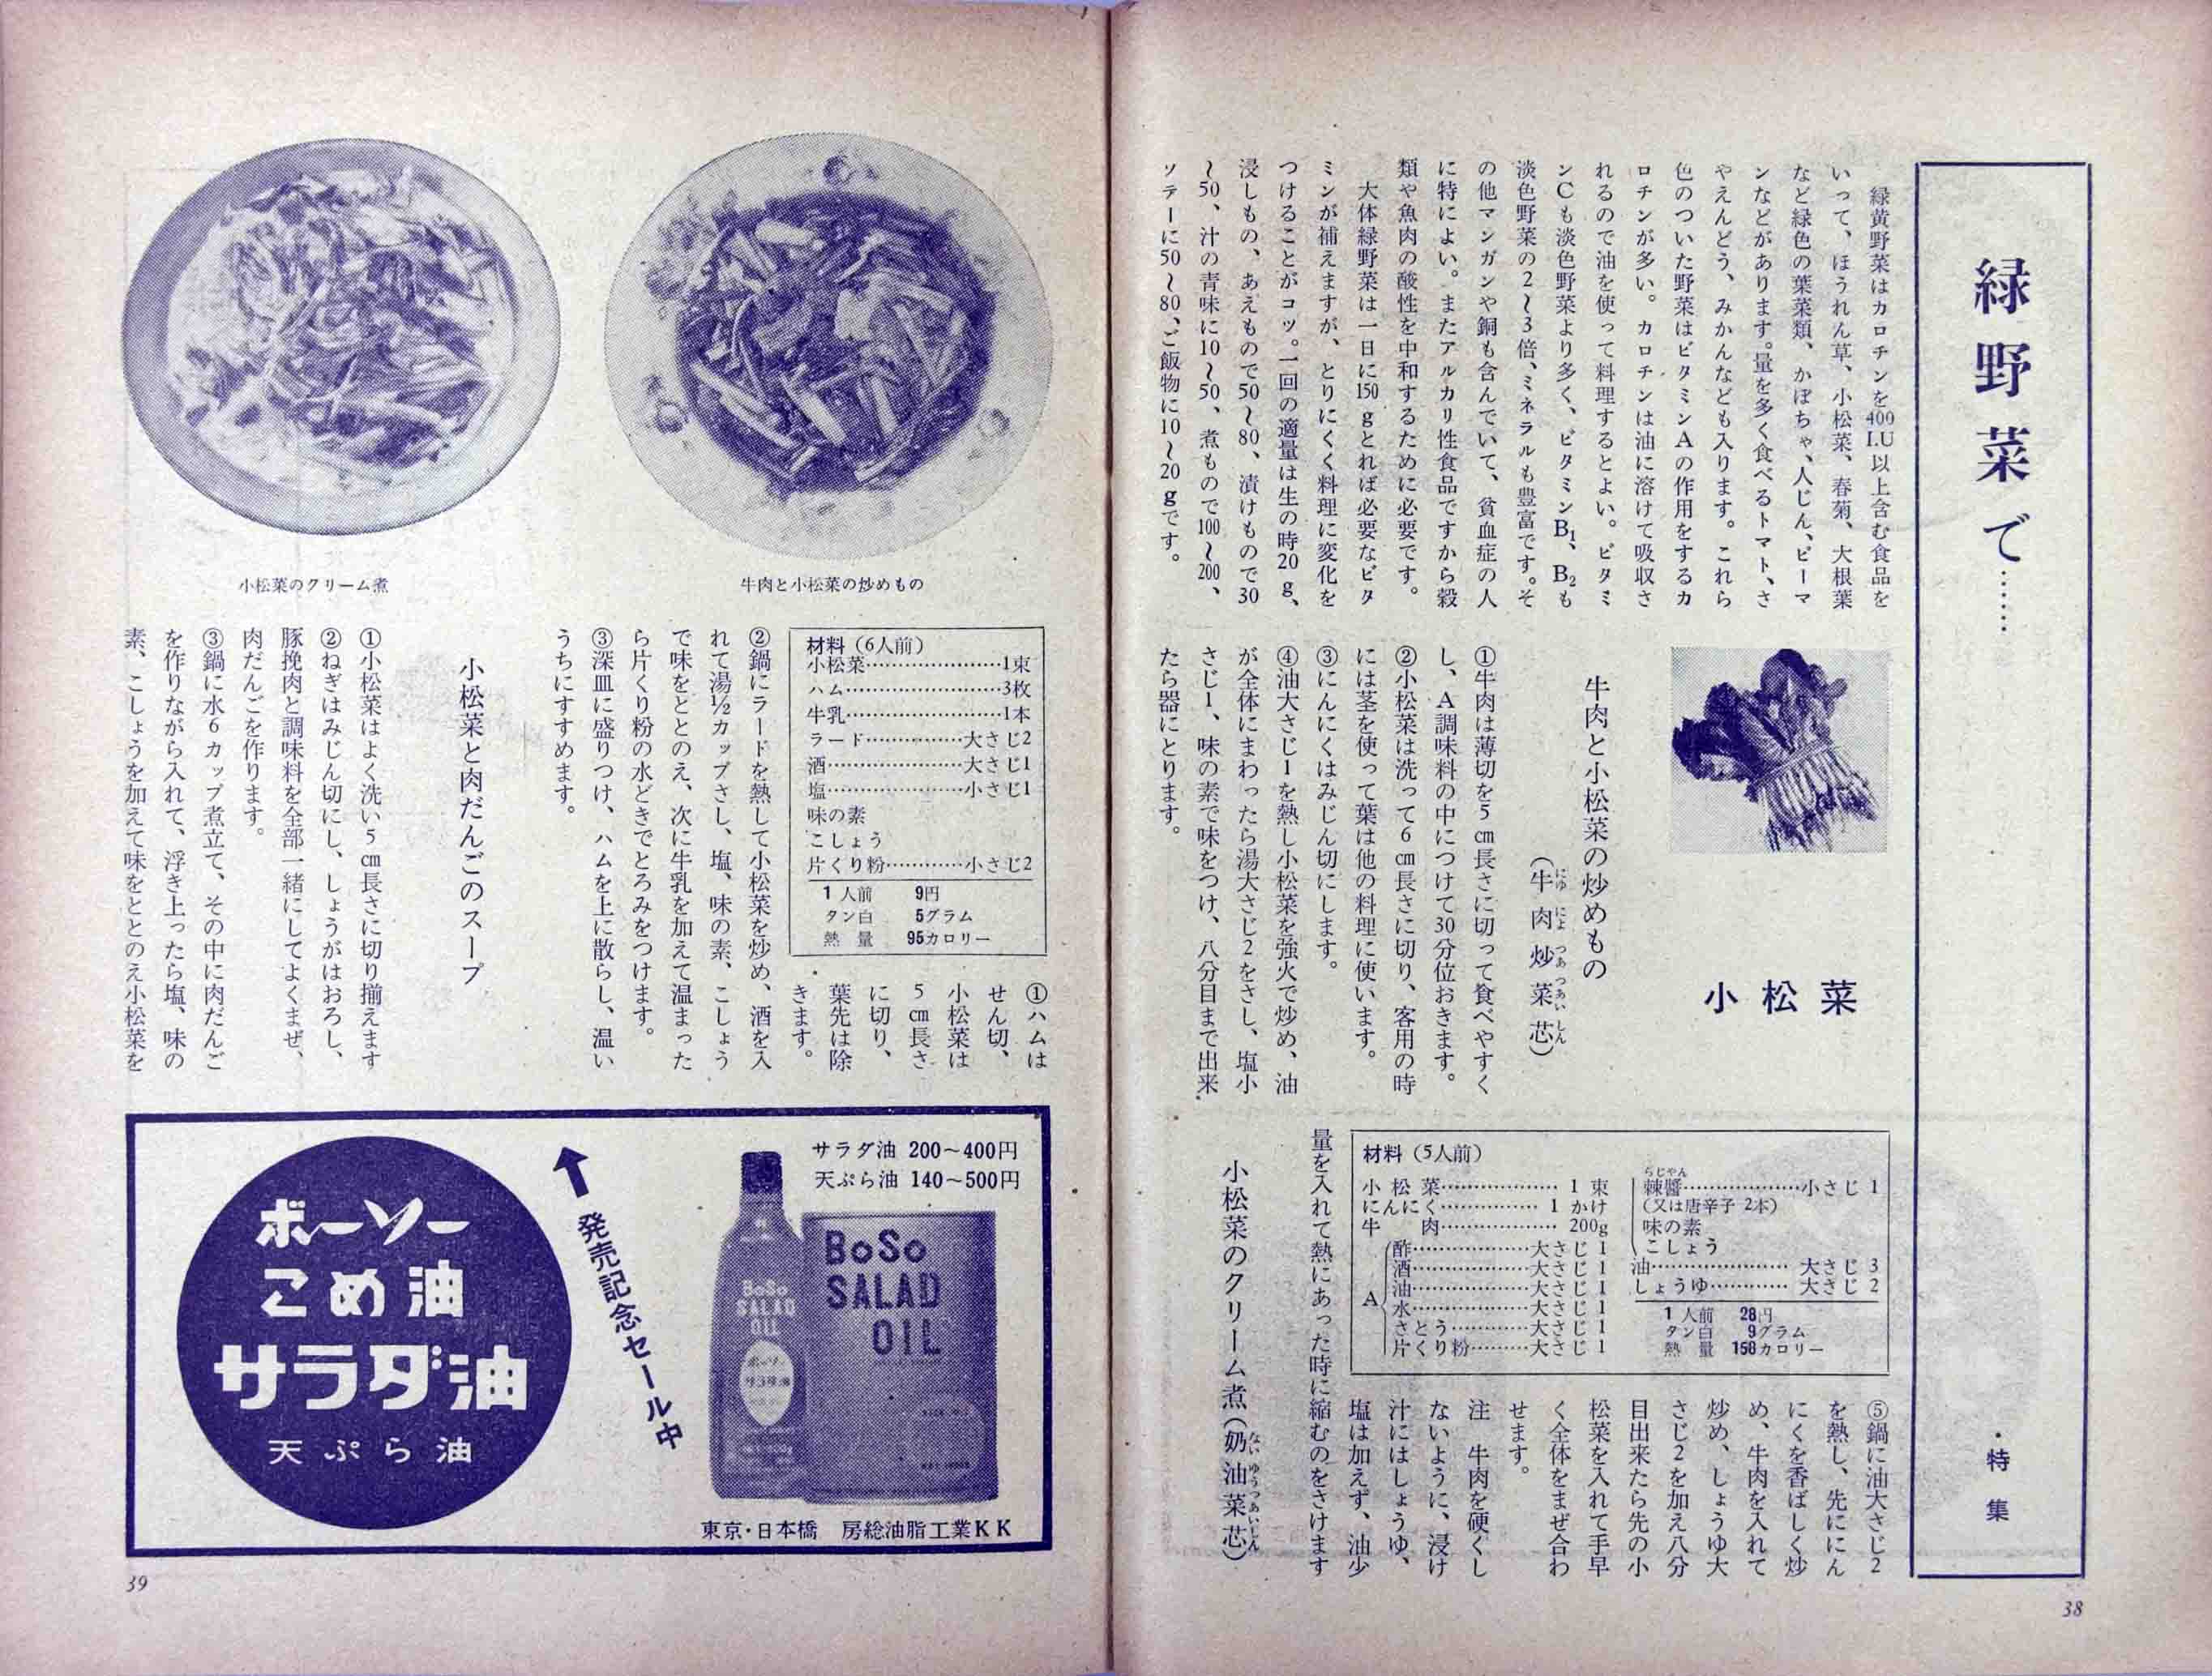 緑野菜で……
・特集
緑黄野菜はカロチンを400I.U以上含む食品を
いって、ほうれん草、小松菜、春菊、大根葉
など緑色の葉菜類、かぼちゃ、人じん、ピーマ
ンなどがあります。量を多く食べるトマト、さ
やえんどう、みかんなども入ります。これら
色のついた野菜はビタミンAの作用をするカ
ロチンが多い。カロチンは油に溶けて吸収さ
れるので油を使って料理するとよい。ビタミ
ンCも淡色野菜より多く、ビタミンB₁、B₂も
淡色野菜の2〜3倍、ミネラルも豊富です。そ
の他マンガンや銅も含んでいて、貧血症の人
に特によい。またアルカリ性食品ですから穀
類や魚肉の酸性を中和するために必要です。
大体緑野菜は一日に150gとれば必要なビタ
ミンが補えますが、とりにくく料理に変化を
つけることがコツ。一回の適量は生の時20g、
浸しもの、あえもので50〜80、漬けもので30
〜50、汁の青味に10〜50、煮もので100〜200、
ソテーに50〜80、ご飯物に10〜20gです。
小松菜
牛肉と小松菜の炒めもの
（牛肉炒菜芯）
にゆ によ つあ つあい しん
①牛肉は薄切を5cm長さに切って食べやすく
し、A調味料の中につけて30分位おきます。
②小松菜は洗って6cm長さに切り、客用の時
には茎を使って葉は他の料理に使います。
③にんにくはみじん切にします。
④油大さじ1を熱し小松菜を強火で炒め、油
が全体にまわったら湯大さじ2をさし、塩小
さじ1、味の素で味をつけ、八分目まで出来
たら器にとります。
材料（5人前）
小松菜………………1束
にんにく……………1かけ
牛肉………………200g
A
酢………………大さじ1
酒………………大さじ1
油………………大さじ1
水………………大さじ1
さとう…………大さじ1
片くり粉………大さじ1
らじやん
辣醬………………小さじ1
（又は唐辛子 2本）
味の素
こしょう
油…………………大さじ3
しょうゆ…………大さじ2
1人前 28円
タン白 9グラム
熱量 158カロリー
⑤鍋に油大さじ2
を熱し、先ににん
にくを香ばしく炒
め、牛肉を入れて
炒め、しょうゆ大
さじ2を加え八分
目出来たら先の小
松菜を入れて手早
く全体をまぜ合わ
せます。
注 牛肉を硬くし
ないように、浸け
汁にはしょうゆ、
塩は加えず、油少
量を入れて熱にあった時に縮むのをさけます
小松菜のクリーム煮（奶油菜芯）
ない ゆう つあい しん
38
牛肉と小松菜の炒めもの
小松菜のクリーム煮
材料（6人前）
小松菜…………………1束
ハム……………………3枚
牛乳……………………1本
ラード……………大さじ2
酒…………………大さじ1
塩…………………小さじ1
味の素
こしょう
片くり粉…………小さじ2
1人前 9円
タン白 5グラム
熱量 95カロリー
①ハムは
せん切、
小松菜は
5cm長さ
に切り、
葉先は除
きます。
②鍋にラードを熱して小松菜を炒め、酒を入
れて湯½カップさし、塩、味の素、こしょう
で味をととのえ、次に牛乳を加えて温まった
ら片くり粉の水どきでとろみをつけます。
③深皿に盛りつけ、ハムを上に散らし、温い
うちにすすめます。
小松菜と肉だんごのスープ
①小松菜はよく洗い5cm長さに切り揃えます
②ねぎはみじん切にし、しょうがはおろし、
豚挽肉と調味料を全部一緒にしてよくまぜ、
肉だんごを作ります。
③鍋に水6カップ煮立て、その中に肉だんご
を作りながら入れて、浮き上ったら塩、味の
素、こしょうを加えて味をととのえ小松菜を
サラダ油 200〜400円
天ぷら油 140〜500円
発売記念セール中
ボーソー
こめ油
サラダ油
天ぷら油
BoSo
SALAD
OIL
ボーソー
サラダ油
BoSo
SALAD
OIL
東京・日本橋 房総油脂工業KK
39